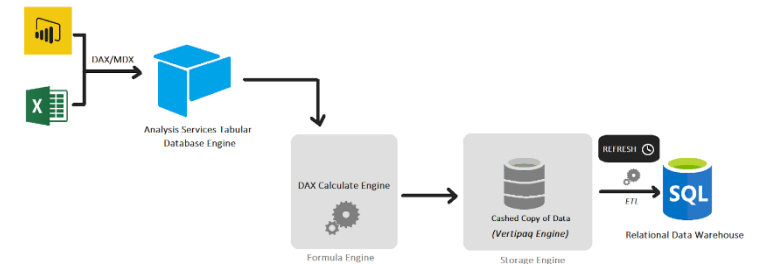 DAX/MDX
X
Analysis Services Tabular
Database Engine
DAX Calculate Engine
Formula Engine
Cashed Copy of Data
(Vertipaq Engine)
Storage Engine
REFRESH
ETL
SQL
Relational Data Warehouse